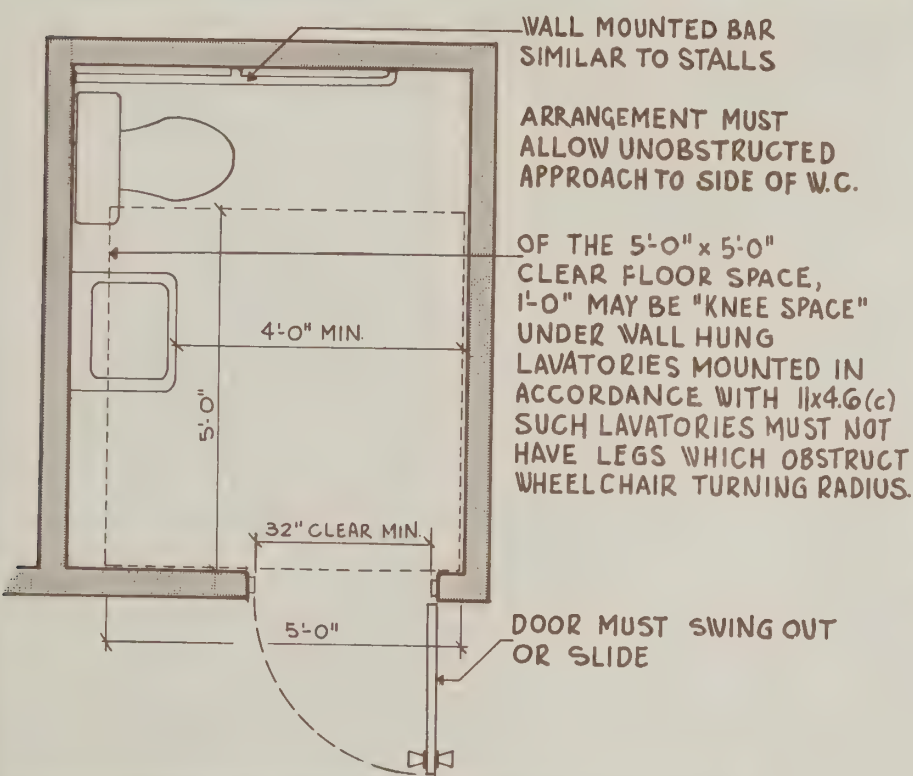 WALL MOUNTED BAR
SIMILAR TO STALLS
ARRANGEMENT MUST
ALLOW UNOBSTRUCTED
APPROACH TO SIDE OF W.C.
OF THE 5'-0" x 5'-0"
CLEAR FLOOR SPACE,
1'-0" MAY BE "KNEE SPACE"
UNDER WALL HUNG
LAVATORIES MOUNTED IN
ACCORDANCE WITH 11x4.6(c)
SUCH LAVATORIES MUST NOT
HAVE LEGS WHICH OBSTRUCT
WHEELCHAIR TURNING RADIUS.
4'-0" MIN.
5'-0"
32" CLEAR MIN.
5'-0"
DOOR MUST SWING OUT
OR SLIDE